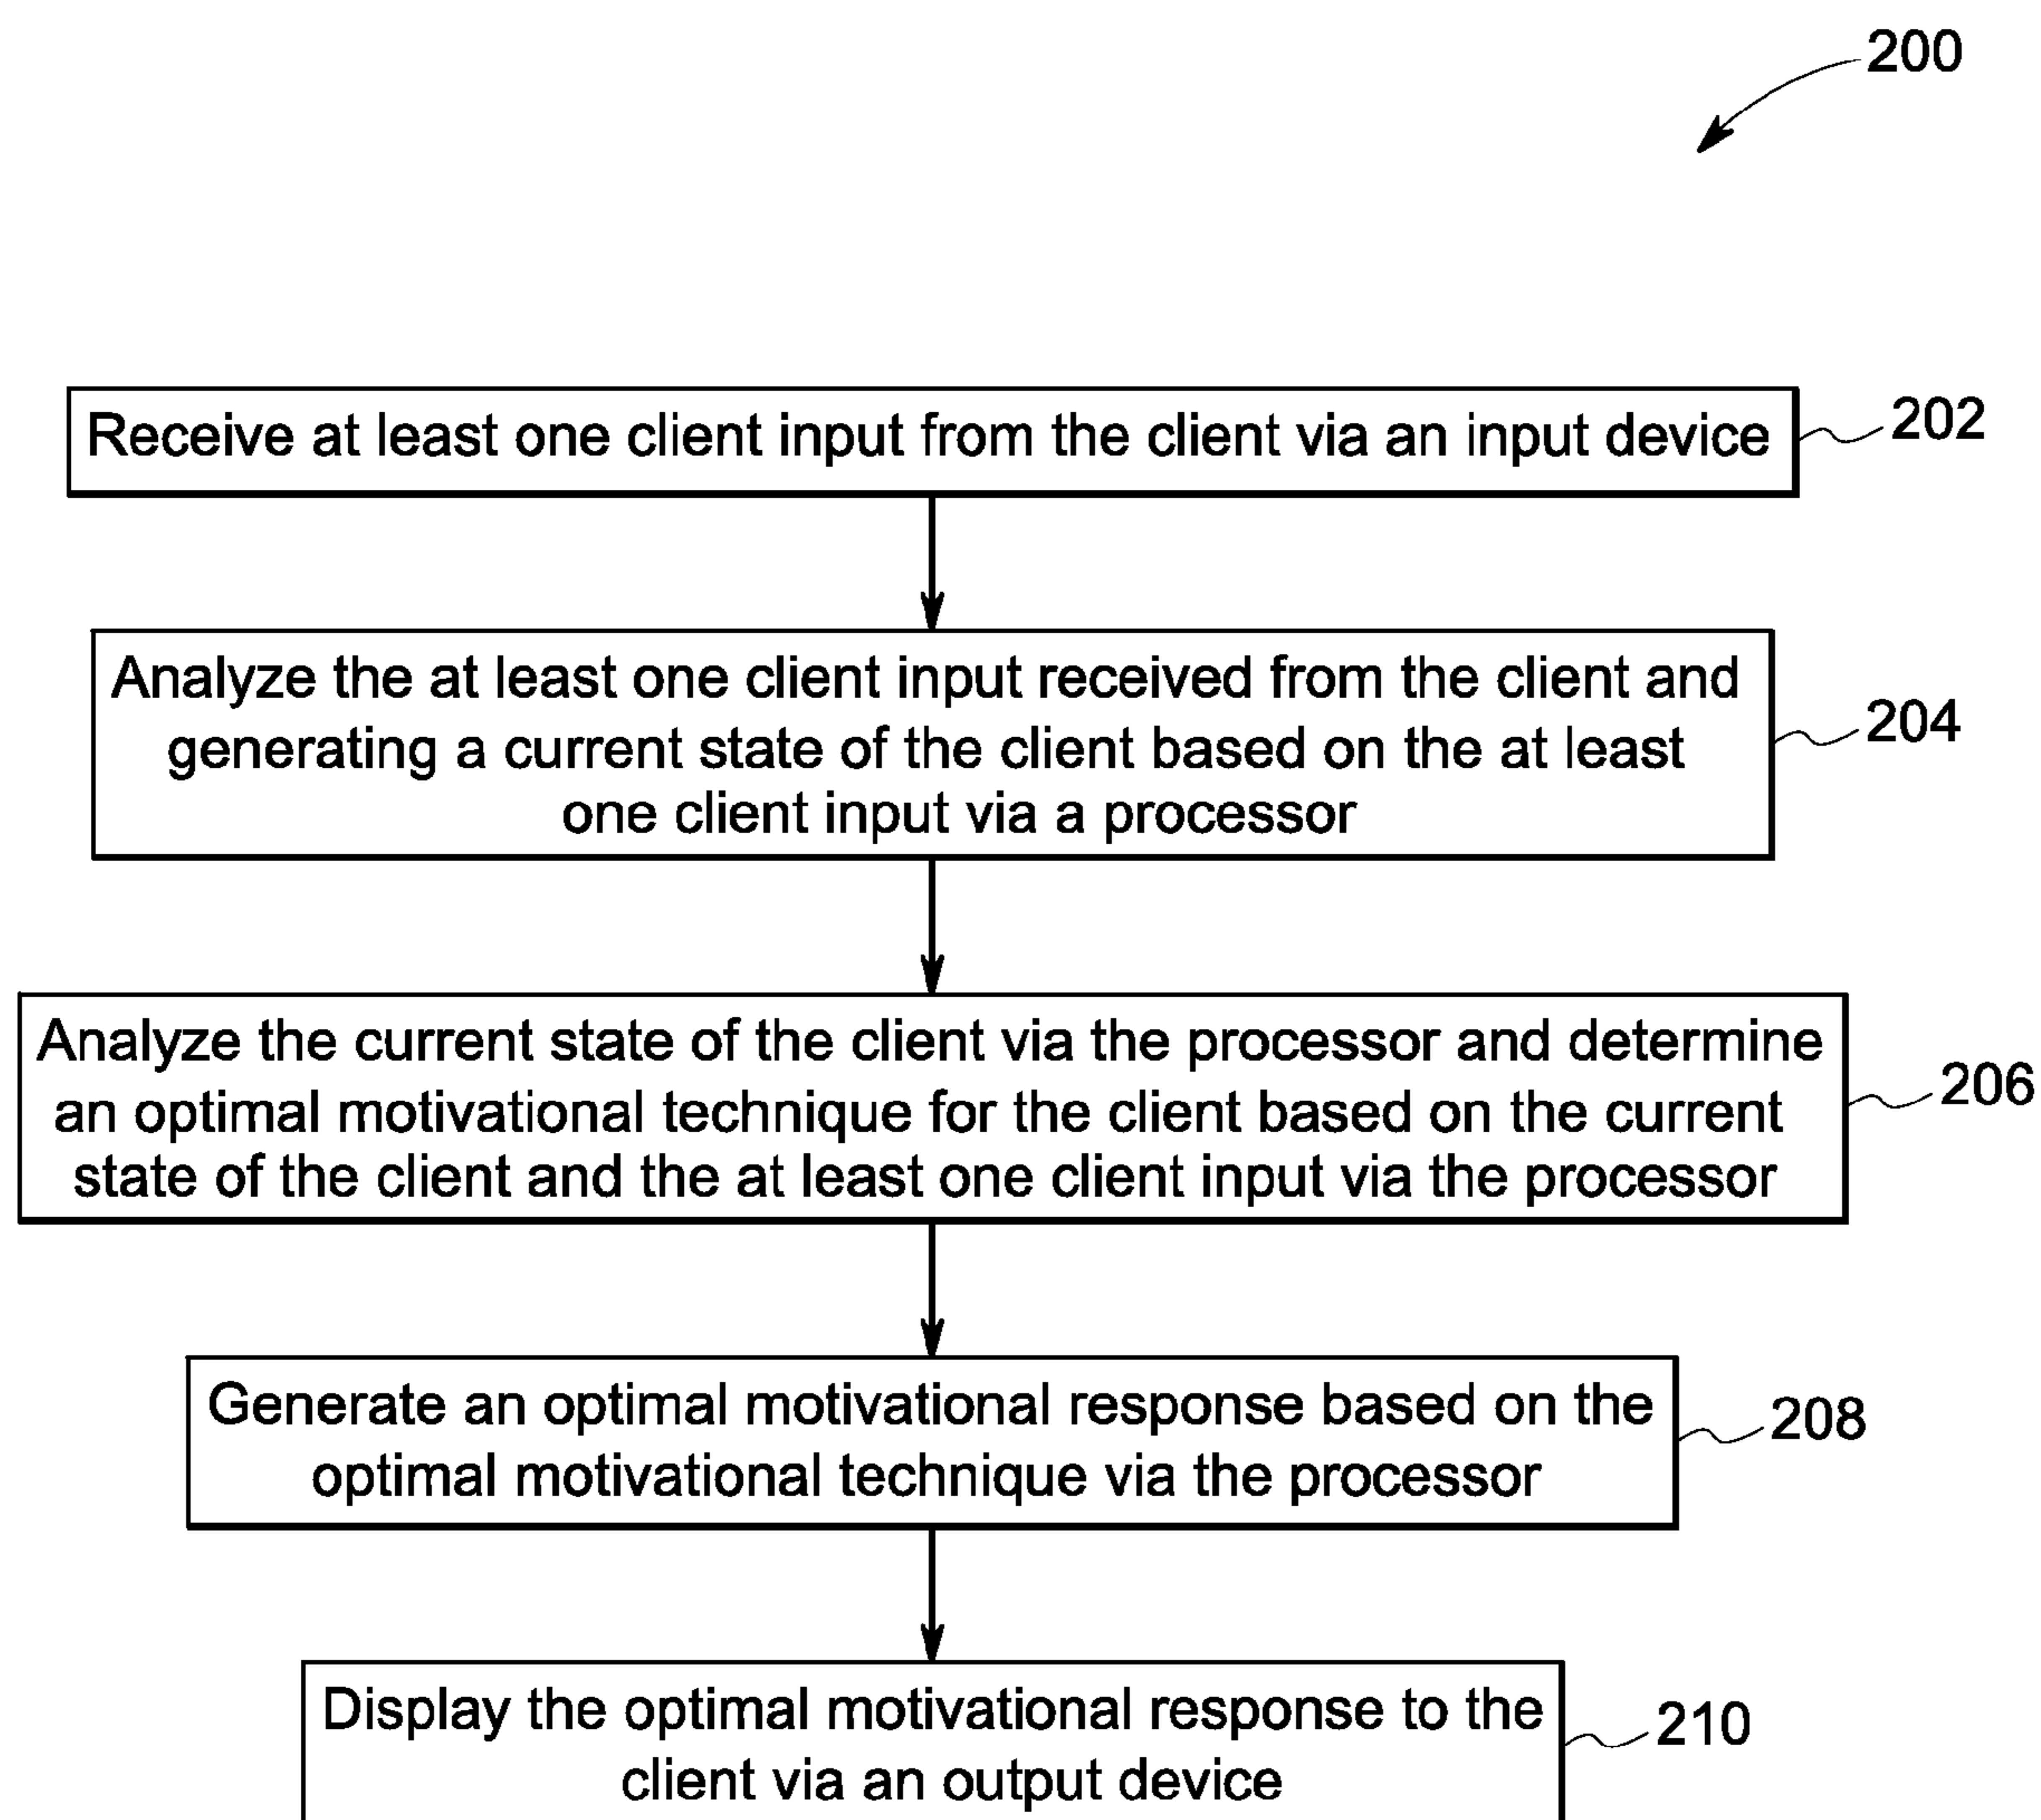 200
Receive at least one client input from the client via an input device
202
Analyze the at least one client input received from the client and
generating a current state of the client based on the at least
one client input via a processor
204
Analyze the current state of the client via the processor and determine
an optimal motivational technique for the client based on the current
state of the client and the at least one client input via the processor
206
Generate an optimal motivational response based on the
optimal motivational technique via the processor
208
Display the optimal motivational response to the
client via an output device
210